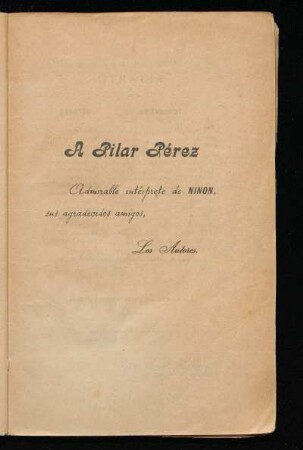 A Pilar Pérez
Admirable intérprete de NINON,
sus agradecidos amigos,
Los Autores.